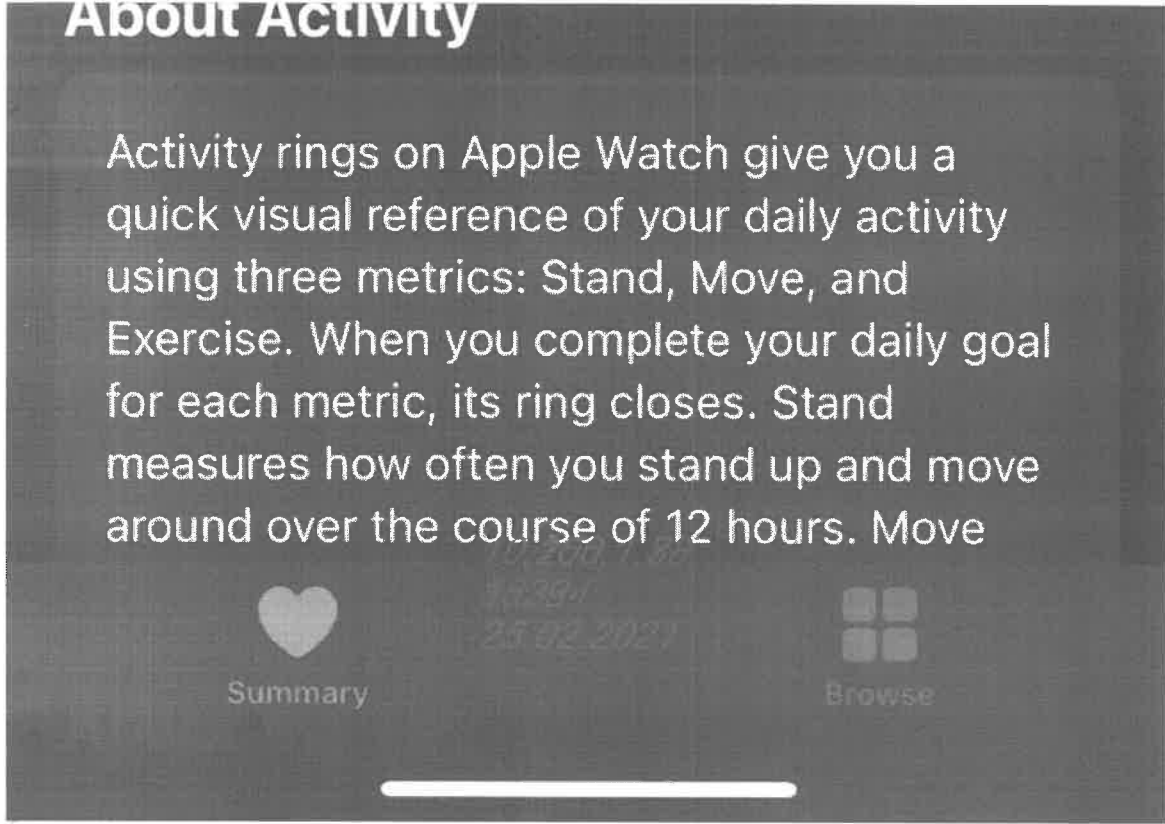 About Activity
Activity rings on Apple Watch give you a
quick visual reference of your daily activity
using three metrics: Stand, Move, and
Exercise. When you complete your daily goal
for each metric, its ring closes. Stand
measures how often you stand up and move
around over the course of 12 hours. Move
Summary
Browse